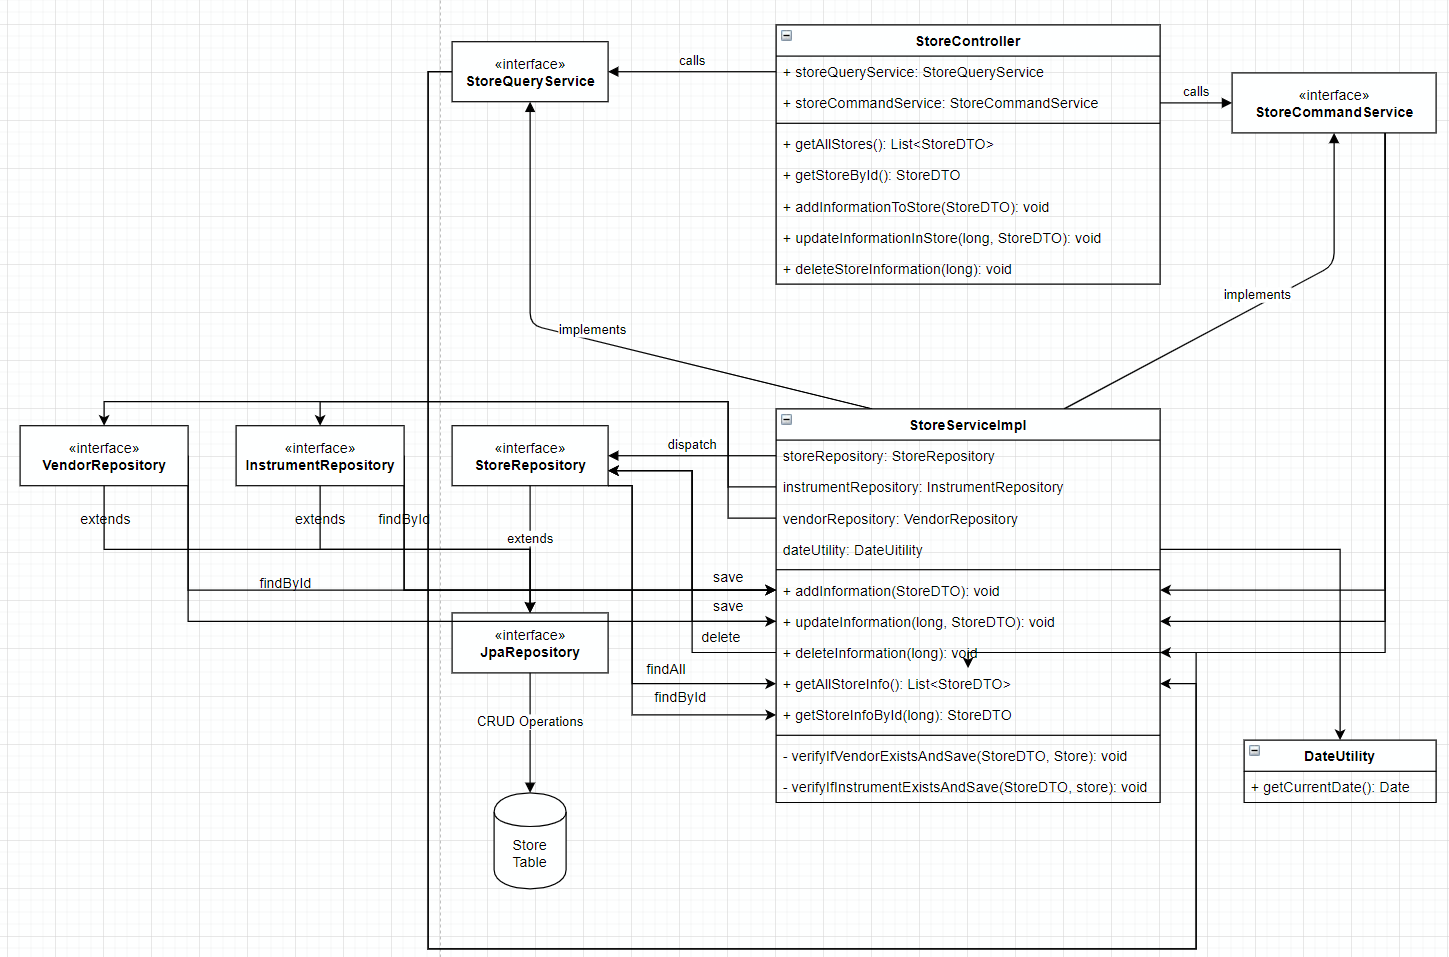 StoreController
«interface»
StoreQueryService
calls
+ storeQueryService: StoreQueryService
+ storeCommandService: StoreCommandService
calls
«interface»
StoreCommandService
+ getAllStores(): List<StoreDTO>
+ getStoreById(): StoreDTO
+ addInformationToStore(StoreDTO): void
+ updateInformationInStore(long, StoreDTO): void
+ deleteStoreInformation(long): void
implements
implements
«interface»
VendorRepository
«interface»
InstrumentRepository
«interface»
StoreRepository
dispatch
StoreServiceImpl
storeRepository: StoreRepository
instrumentRepository: InstrumentRepository
vendorRepository: VendorRepository
dateUtility: DateUitility
extends
extends
findById
extends
findById
save
save
delete
findAll
findById
+ addInformation(StoreDTO): void
+ updateInformation(long, StoreDTO): void
+ deleteInformation(long): void
+ getAllStoreInfo(): List<StoreDTO>
+ getStoreInfoById(long): StoreDTO
- verifyIfVendorExistsAndSave(StoreDTO, Store): void
- verifyIfInstrumentExistsAndSave(StoreDTO, store): void
«interface»
JpaRepository
CRUD Operations
Store
Table
DateUtility
+ getCurrentDate(): Date